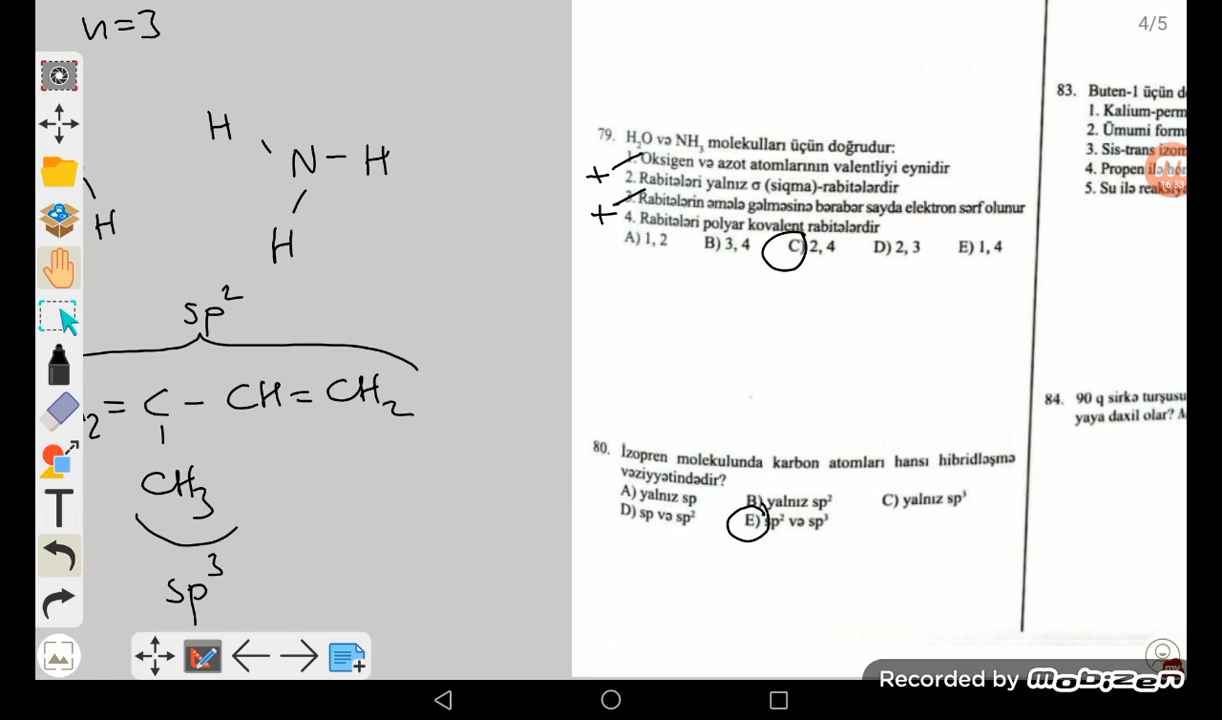 n=3
H
N - H
H
H
sp²
₂ = C - CH = CH₂
CH₃
sp³
T
4/5
79. H₂O və NH₃ molekulları üçün doğrudur:
1. Oksigen və azot atomlarının valentliyi eynidir
2. Rabitələri yalnız σ (siqma)-rabitələrdir
3. Rabitələrin əmələ gəlməsinə bərabər sayda elektron sərf olunur
4. Rabitələri polyar kovalent rabitələrdir
A) 1, 2 B) 3, 4 C) 2, 4 D) 2, 3 E) 1, 4
80. İzopren molekulunda karbon atomları hansı hibridləşmə
vəziyyətindədir?
A) yalnız sp B) yalnız sp² C) yalnız sp³
D) sp və sp² E) sp² və sp³
83. Buten-1 üçün
1. Kalium-perm
2. Ümumi form
3. Sis-trans izom
4. Propen ilə
5. Su ilə
16:33
84. 90 q sirkə turşusu
yaya daxil olar?
Recorded by mobizen